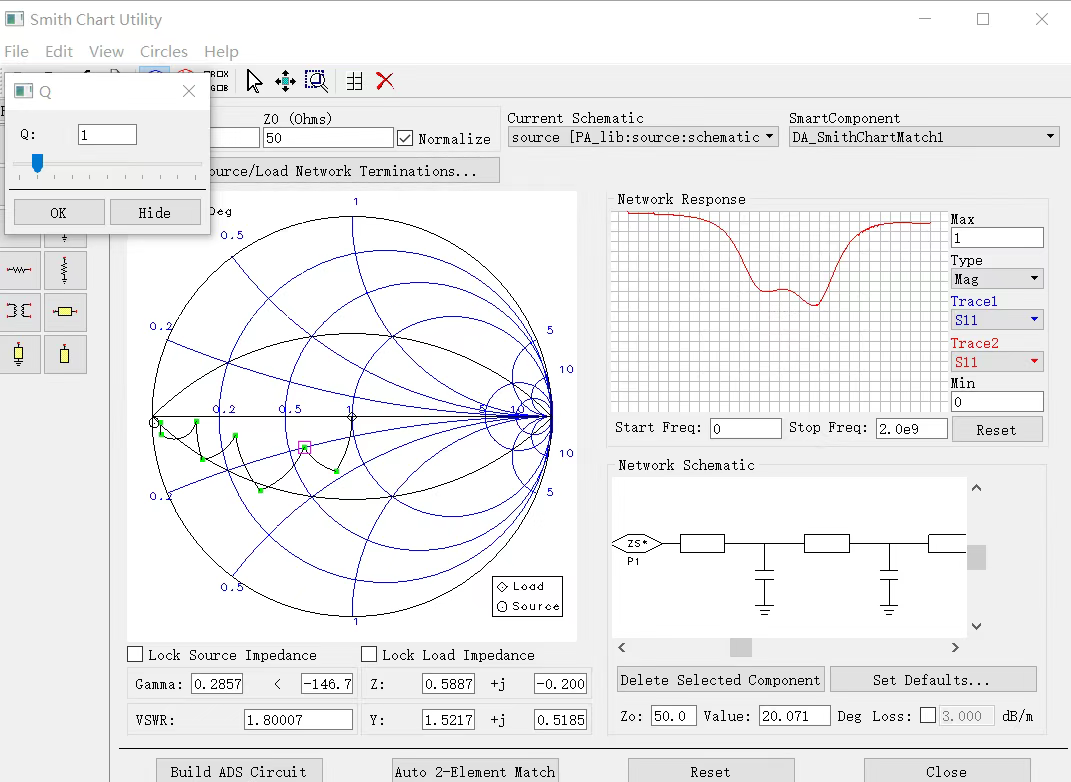 Smith Chart Utility
File Edit View Circles Help
Q
Q: 1
OK Hide
Z0 (Ohms)
50
Normalize
Current Schematic
source [PA_lib:source:schematic
SmartComponent
DA_SmithChartMatch1
ource/Load Network Terminations...
Deg
1
0.5
0.2
5
10
0.2 0.5 1 5 10
10
5
0.2
0.5
1
Load
Source
Network Response
Max
1
Type
Mag
Trace1
S11
Trace2
S11
Min
0
Start Freq: 0 Stop Freq: 2.0e9 Reset
Network Schematic
ZS*
P1
Lock Source Impedance Lock Load Impedance
Gamma: 0.2857 < -146.7 Z: 0.5887 +j -0.200
VSWR: 1.80007 Y: 1.5217 +j 0.5185
Delete Selected Component Set Defaults...
Zo: 50.0 Value: 20.071 Deg Loss: 3.000 dB/m
Build ADS Circuit Auto 2-Element Match Reset Close